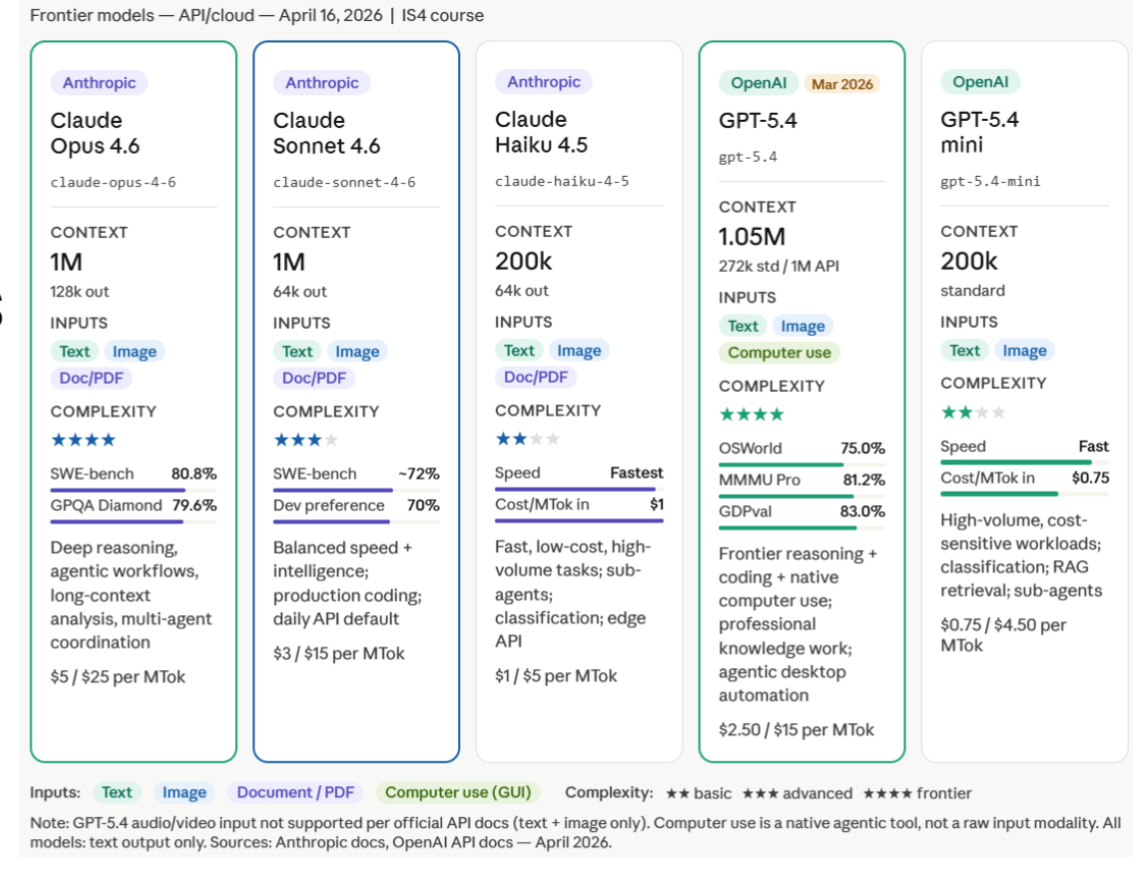 Frontier models — API/cloud — April 16, 2026 | IS4 course
Anthropic
Claude
Opus 4.6
claude-opus-4-6
CONTEXT
1M
128k out
INPUTS
Text Image
Doc/PDF
COMPLEXITY
★★★★
SWE-bench 80.8%
GPQA Diamond 79.6%
Deep reasoning,
agentic workflows,
long-context
analysis, multi-agent
coordination
$5 / $25 per MTok
Anthropic
Claude
Sonnet 4.6
claude-sonnet-4-6
CONTEXT
1M
64k out
INPUTS
Text Image
Doc/PDF
COMPLEXITY
★★★★
SWE-bench ~72%
Dev preference 70%
Balanced speed +
intelligence;
production coding;
daily API default
$3 / $15 per MTok
Anthropic
Claude
Haiku 4.5
claude-haiku-4-5
CONTEXT
200k
64k out
INPUTS
Text Image
Doc/PDF
COMPLEXITY
★★★★
Speed Fastest
Cost/MTok in $1
Fast, low-cost, high-
volume tasks; sub-
agents;
classification; edge
API
$1 / $5 per MTok
OpenAI Mar 2026
GPT-5.4
gpt-5.4
CONTEXT
1.05M
272k std / 1M API
INPUTS
Text Image
Computer use
COMPLEXITY
★★★★
OSWorld 75.0%
MMMU Pro 81.2%
GDPval 83.0%
Frontier reasoning +
coding + native
computer use;
professional
knowledge work;
agentic desktop
automation
$2.50 / $15 per MTok
OpenAI
GPT-5.4
mini
gpt-5.4-mini
CONTEXT
200k
standard
INPUTS
Text Image
COMPLEXITY
★★★★
Speed Fast
Cost/MTok in $0.75
High-volume, cost-
sensitive workloads;
classification; RAG
retrieval; sub-agents
$0.75 / $4.50 per
MTok
Inputs: Text Image Document / PDF Computer use (GUI) Complexity: ★★ basic ★★★ advanced ★★★★ frontier
Note: GPT-5.4 audio/video input not supported per official API docs (text + image only). Computer use is a native agentic tool, not a raw input modality. All
models: text output only. Sources: Anthropic docs, OpenAI API docs — April 2026.